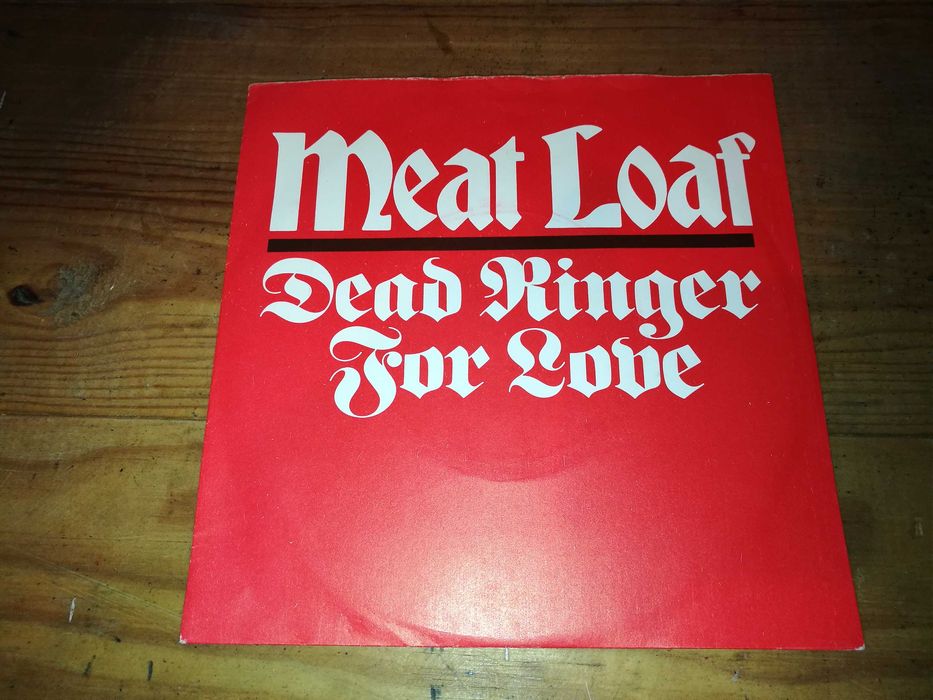 Meat Loaf
Dead Ringer
For Love